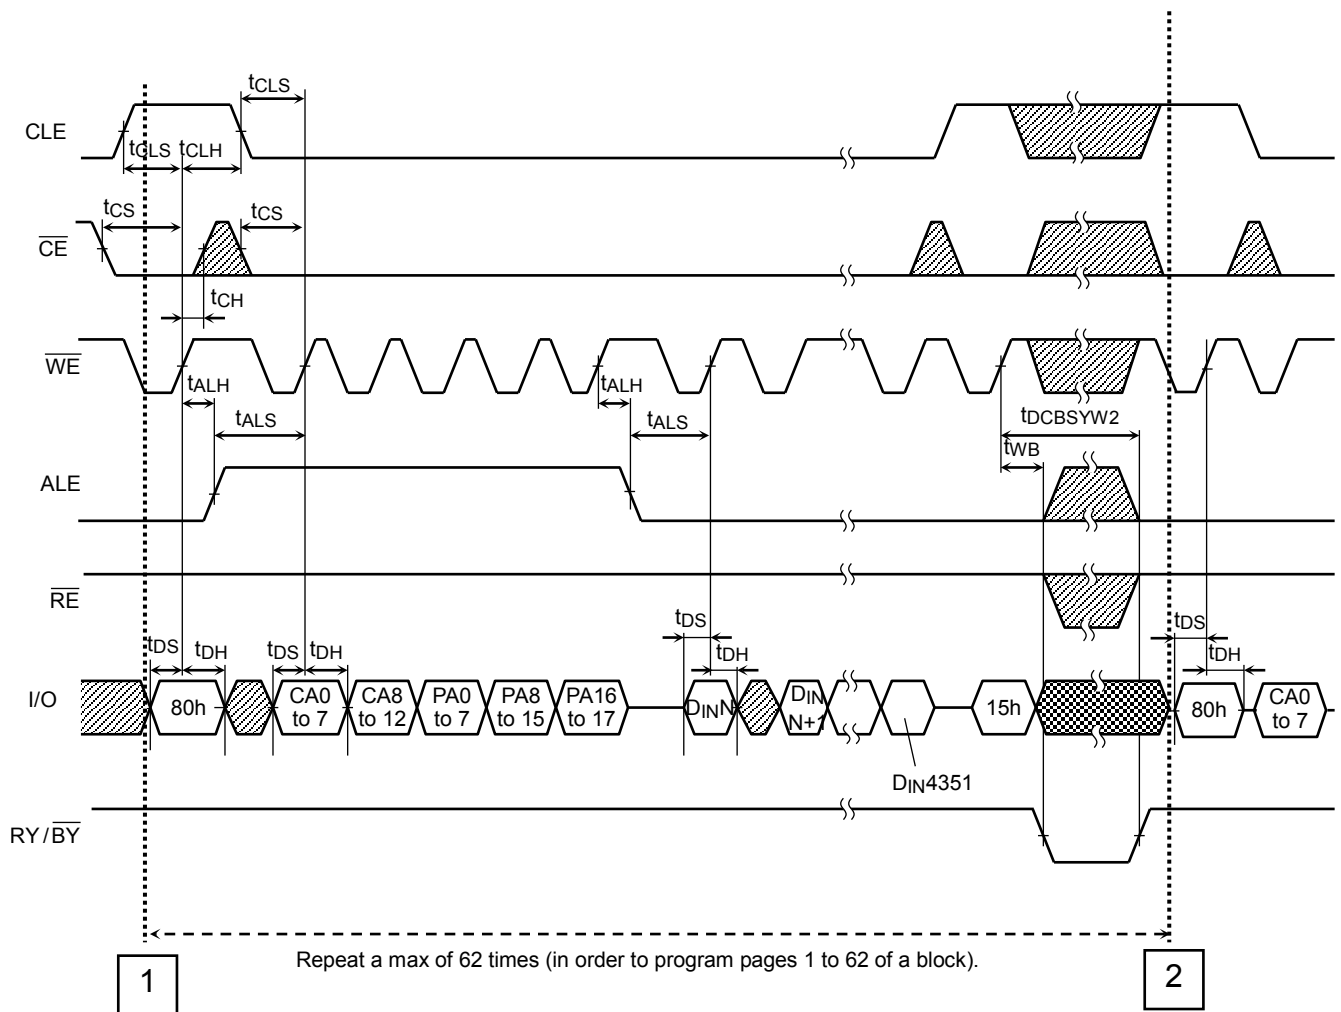 tCLS
CLE
tCLS tCLH
tCS tCS
CE
tCH
WE
tALH tALH
tALS tALS
tDCBSYW2
tWB
ALE
RE
tDS tDH tDS tDH tDS tDH tDS tDH
I/O
80h
CA0
to 7
CA8
to 12
PA0
to 7
PA8
to 15
PA16
to 17
DINN
DIN
N+1
15h
80h
CA0
to 7
DIN4351
RY/BY
Repeat a max of 62 times (in order to program pages 1 to 62 of a block).
1
2